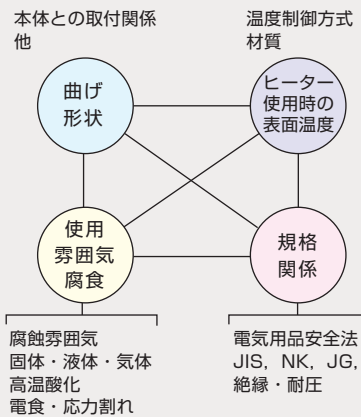 本体との取付関係
他
温度制御方式
材質
曲げ
形状
ヒーター
使用時の
表面温度
使用
雰囲気
腐食
規格
関係
腐蝕雰囲気
固体・液体・気体
高温酸化
電食・応力割れ
電気用品安全法
JIS，NK，JG，
絶縁・耐圧